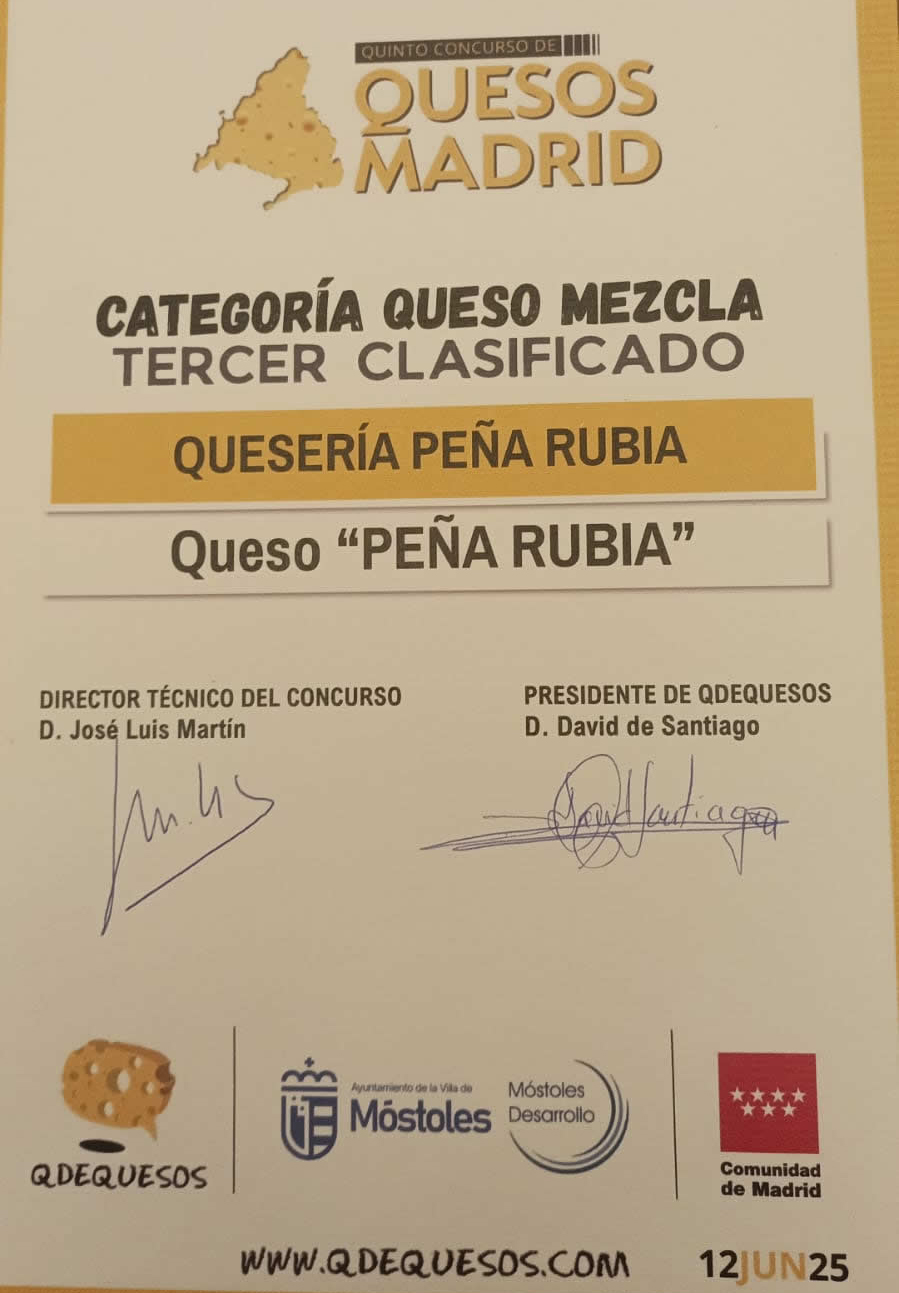 QUINTO CONCURSO DE
QUESOS
MADRID
CATEGORÍA QUESO MEZCLA
TERCER CLASIFICADO
QUESERÍA PEÑA RUBIA
Queso “PEÑA RUBIA”
DIRECTOR TÉCNICO DEL CONCURSO
D. José Luis Martín
PRESIDENTE DE QDEQUESOS
D. David de Santiago
David Santiago
QDEQUESOS
Ayuntamiento de la Villa de
Móstoles
Móstoles
Desarrollo
Comunidad
de Madrid
WWW.QDEQUESOS.COM
12JUN25